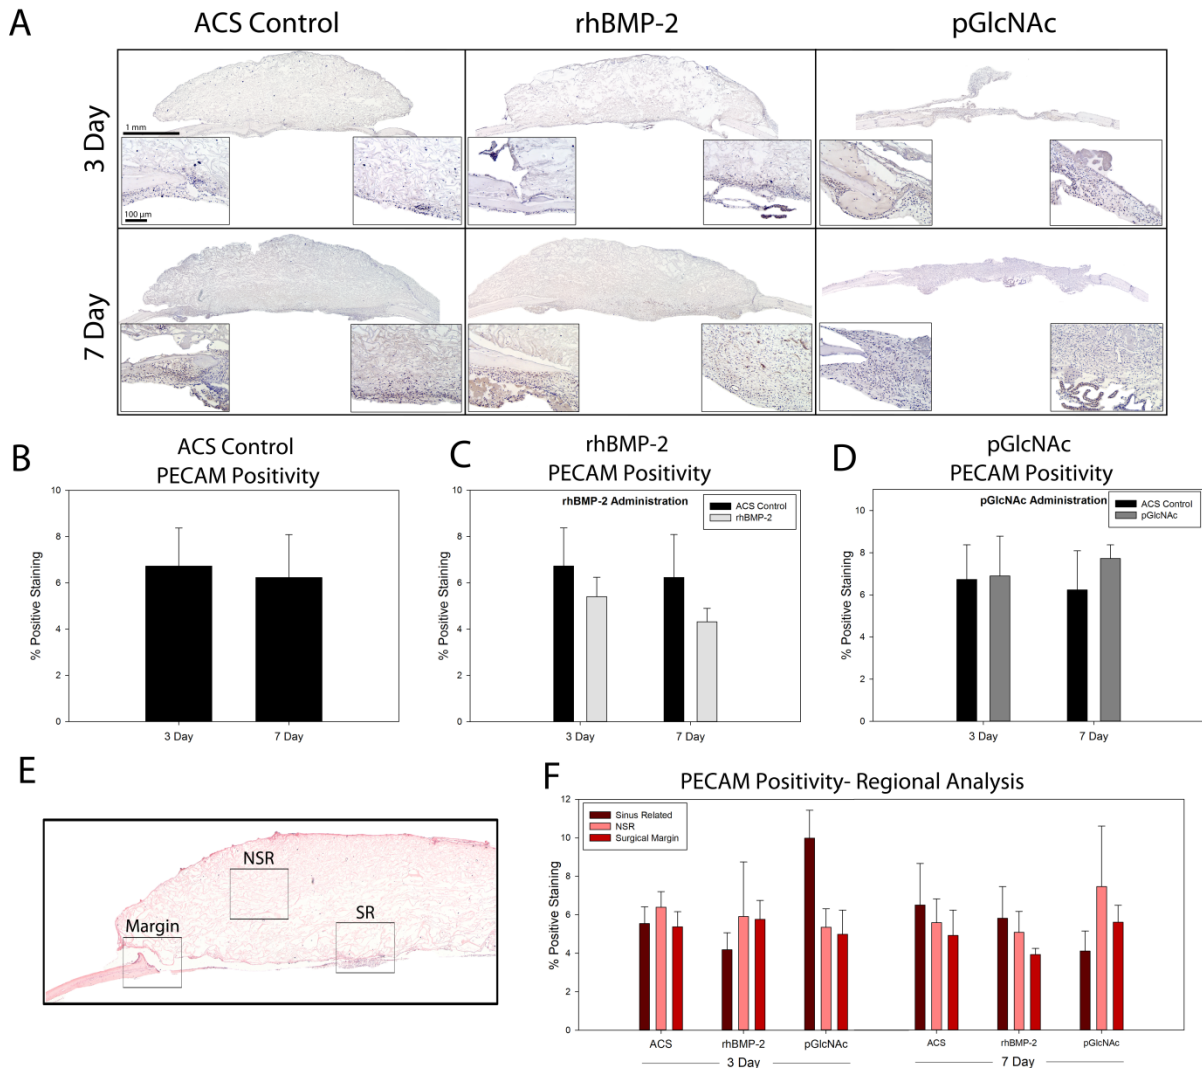 A
ACS Control
rhBMP-2
pGlcNAc
3 Day
1 mm
100 µm
7 Day
B
ACS Control
PECAM Positivity
% Positive Staining
10
8
6
4
2
0
3 Day
7 Day
C
rhBMP-2
PECAM Positivity
rhBMP-2 Administration
ACS Control
rhBMP-2
% Positive Staining
10
8
6
4
2
0
3 Day
7 Day
D
pGlcNAc
PECAM Positivity
pGlcNAc Administration
ACS Control
pGlcNAc
% Positive Staining
10
8
6
4
2
0
3 Day
7 Day
E
NSR
SR
Margin
F
PECAM Positivity- Regional Analysis
Sinus Related
NSR
Surgical Margin
% Positive Staining
12
10
8
6
4
2
0
ACS
rhBMP-2
pGlcNAc
ACS
rhBMP-2
pGlcNAc
3 Day
7 Day